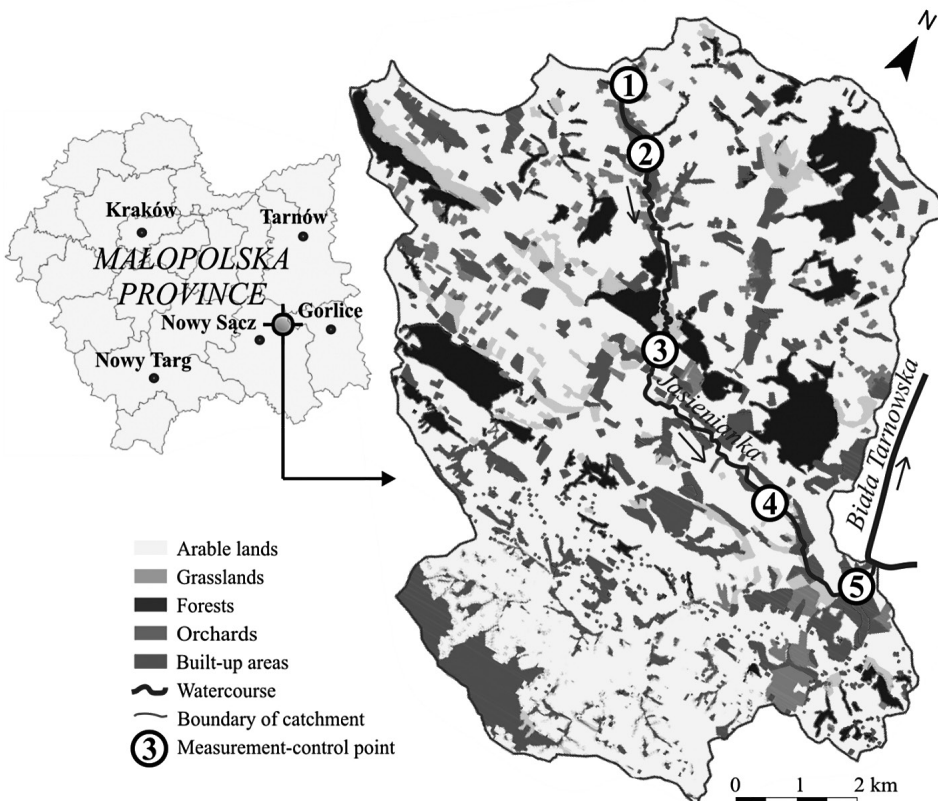 N
1
2
3
Jasienianka
4
5
Biała Tarnowska
Kraków
Tarnów
MAŁOPOLSKA
PROVINCE
Nowy Sącz
Gorlice
Nowy Targ
Arable lands
Grasslands
Forests
Orchards
Built-up areas
Watercourse
Boundary of catchment
3 Measurement-control point
0 1 2 km